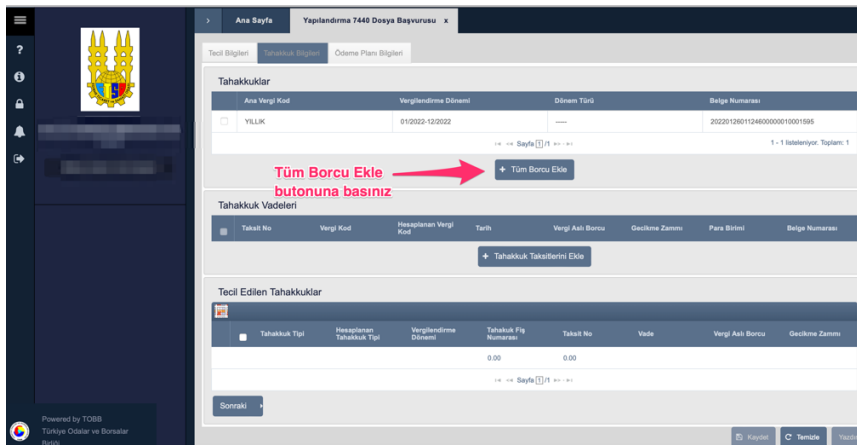 Ana Sayfa Yapılandırma 7440 Dosya Başvurusu x
Tecil Bilgileri Tahakkuk Bilgileri Ödeme Planı Bilgileri
Tahakkuklar
Ana Vergi Kod Vergilendirme Dönemi Dönem Türü Belge Numarası
YILLIK 01/2022-12/2022 ----- 2022012601124600000010001595
Sayfa 1 /1 1 - 1 listeleniyor. Toplam: 1
+ Tüm Borcu Ekle
Tüm Borcu Ekle
butonuna basınız
Tahakkuk Vadeleri
Taksit No Vergi Kod Hesaplanan Vergi Kod Tarih Vergi Aslı Borcu Gecikme Zammı Para Birimi Belge Numarası
+ Tahakkuk Taksitlerini Ekle
Tecil Edilen Tahakkuklar
Tahakkuk Tipi Hesaplanan Tahakkuk Tipi Vergilendirme Dönemi Tahakuk Fiş Numarası Taksit No Vade Vergi Aslı Borcu Gecikme Zammı
0.00 0.00
Sayfa 1 /1
Sonraki
Powered by TOBB
Türkiye Odalar ve Borsalar
Birliği
Kaydet Temizle